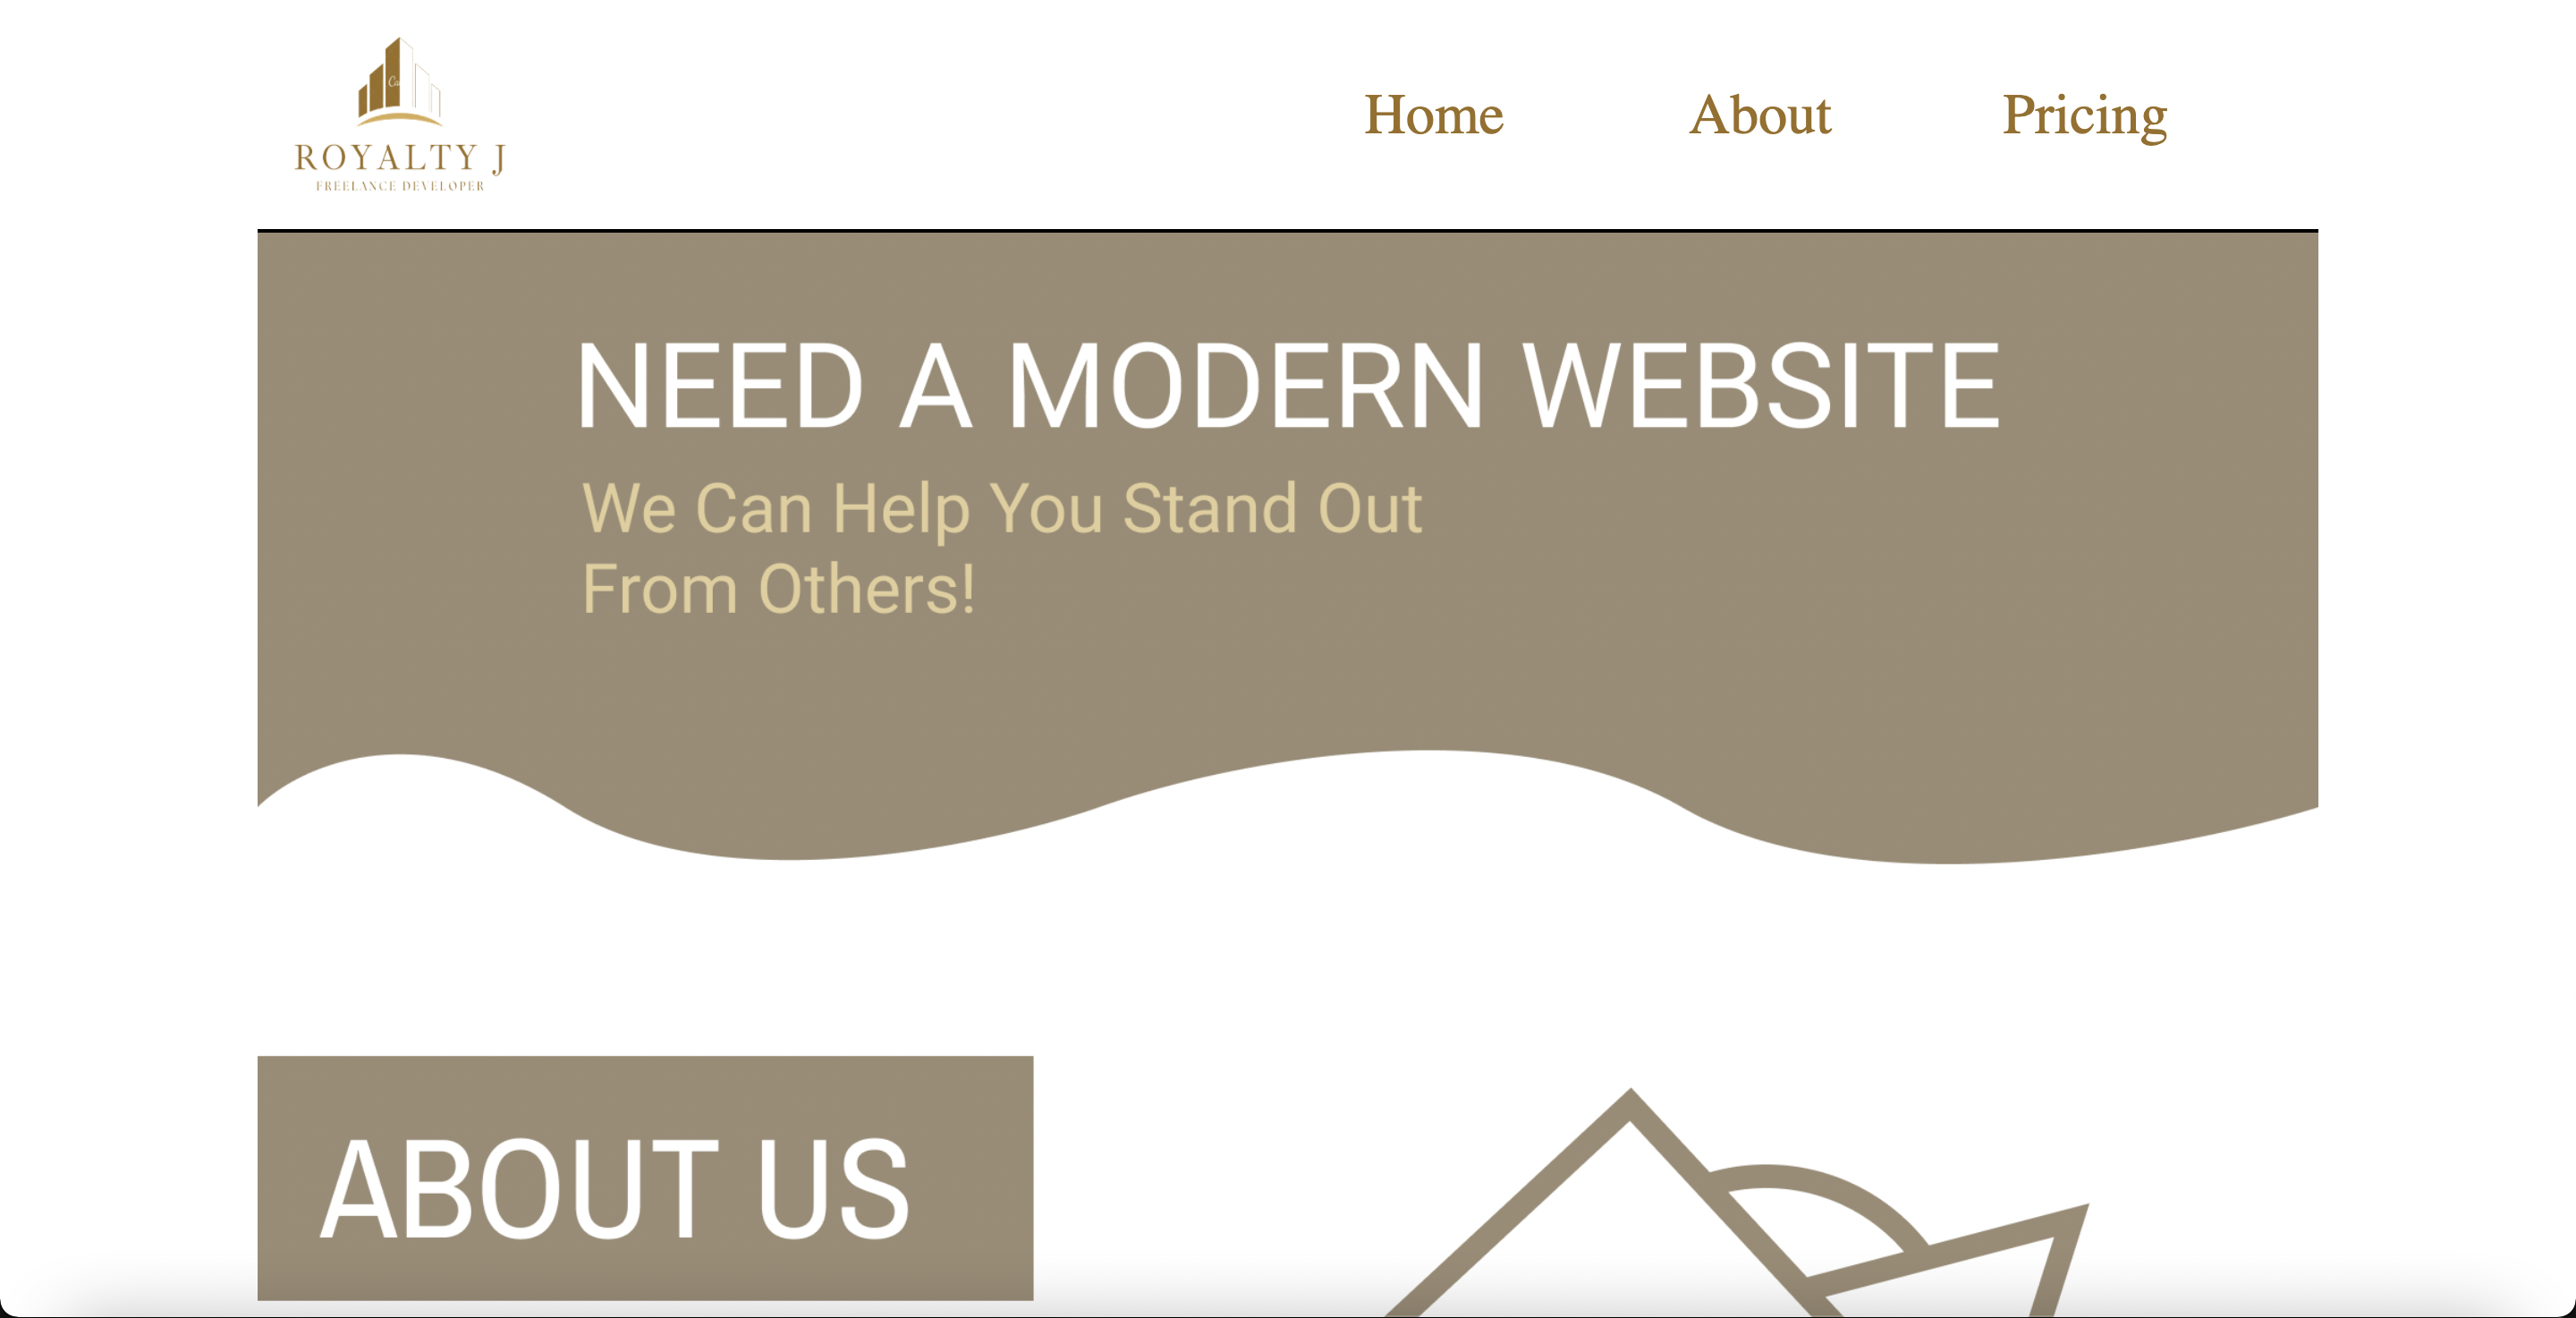 ROYALTY J
FREELANCE DEVELOPER
Home About Pricing
NEED A MODERN WEBSITE
We Can Help You Stand Out
From Others!
ABOUT US